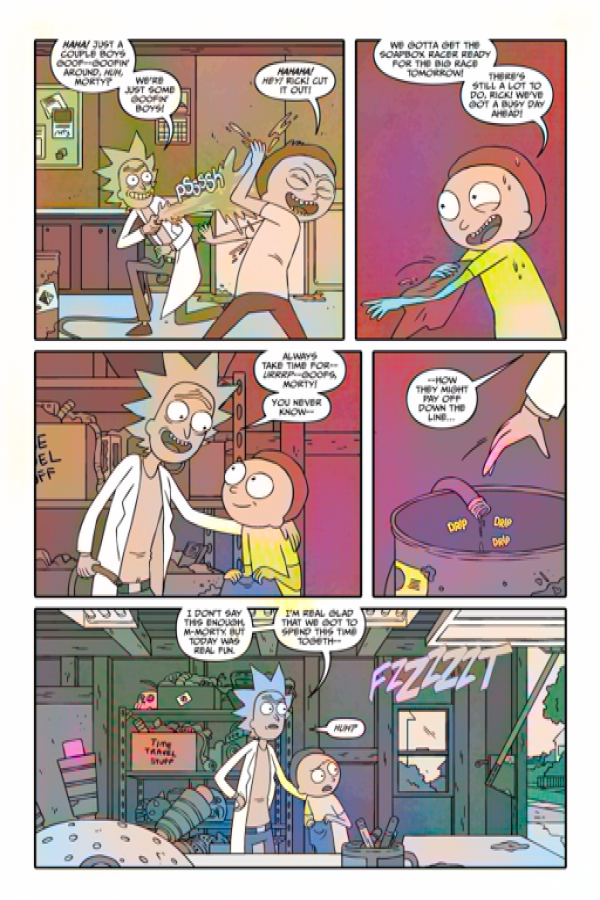 HAHA! JUST A
COUPLE BOYS
GOOF--GOOFIN'
AROUND, HUH,
MORTY?
WE'RE
JUST SOME
GOOFIN'
BOYS!
PSSSSH
HAHAHA!
HEY! RICK! CUT
IT OUT!
WE GOTTA GET THE
SOAPBOX RACER READY
FOR THE BIG RACE
TOMORROW!
THERE'S
STILL A LOT TO
DO, RICK! WE'VE
GOT A BUSY DAY
AHEAD!
ALWAYS
TAKE TIME FOR--
URRRP--GOOFS,
MORTY!
YOU NEVER
KNOW--
E
EL
FF
--HOW
THEY MIGHT
PAY OFF
DOWN THE
LINE...
DRIP
DRIP
DRIP
I DON'T SAY
THIS ENOUGH,
M-MORTY, BUT
TODAY WAS
REAL FUN.
I'M REAL GLAD
THAT WE GOT TO
SPEND THIS TIME
TOGETH--
FZZZZZZT
HUH?
TIME
TRAVEL
STUFF